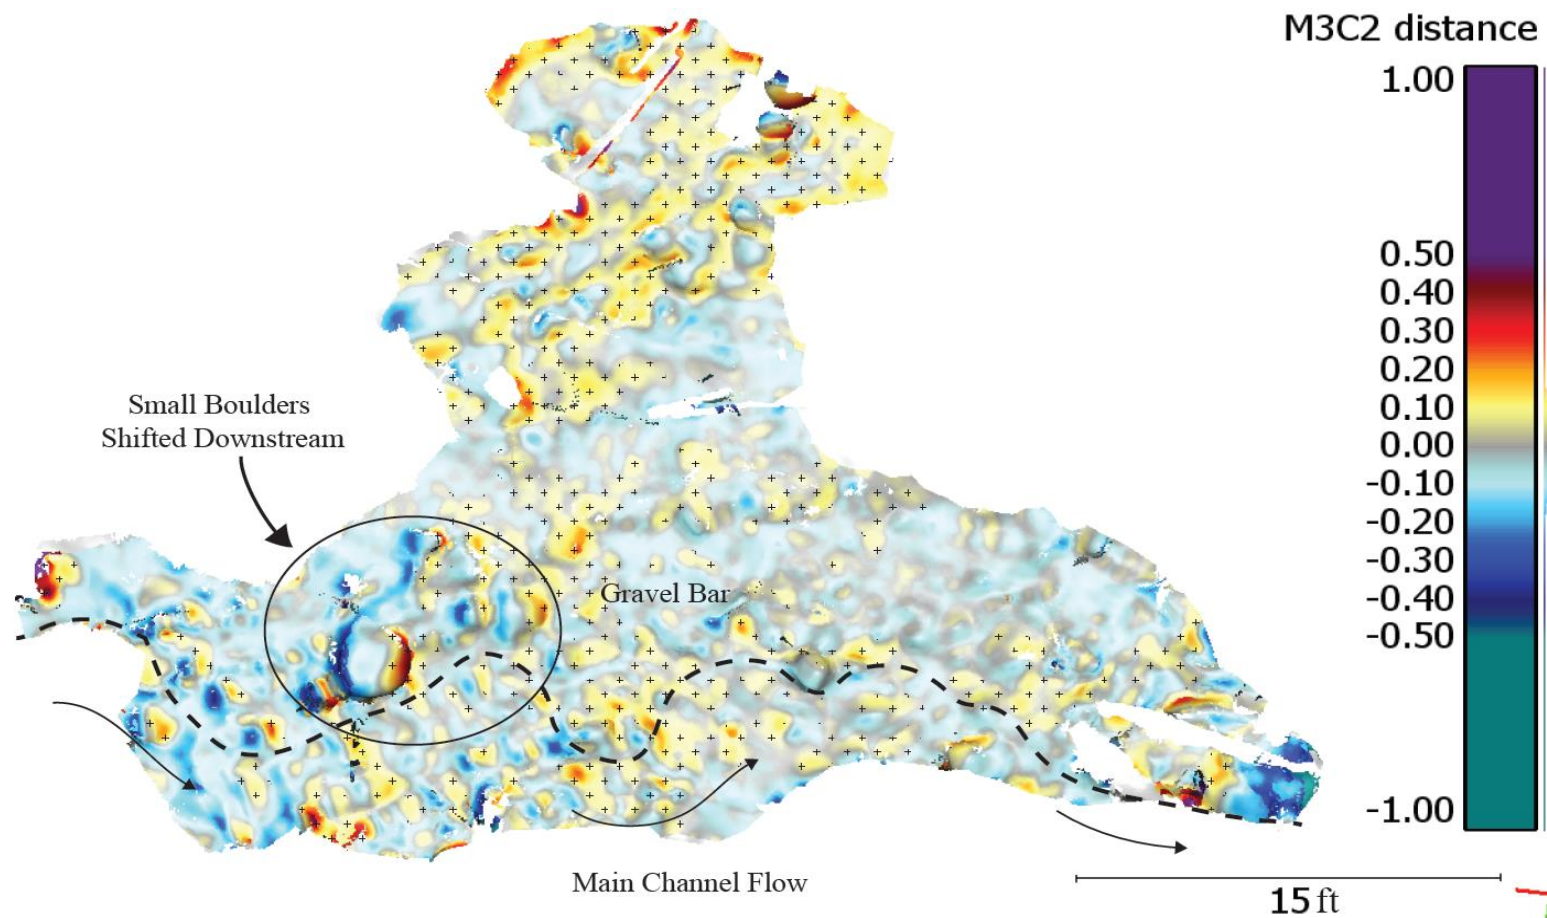 M3C2 distance
1.00
0.50
0.40
0.30
0.20
0.10
0.00
-0.10
-0.20
-0.30
-0.40
-0.50
-1.00
Small Boulders
Shifted Downstream
Gravel Bar
Main Channel Flow
15 ft